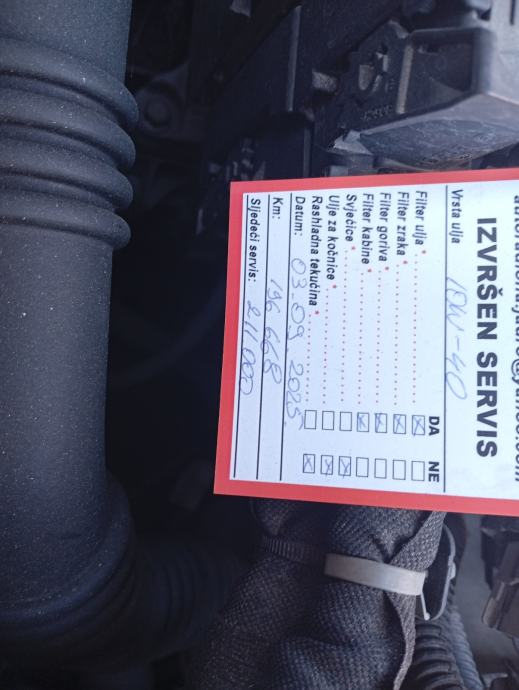 IZVRŠEN SERVIS
Vrsta ulja 10W-40
DA NE
Filter ulja * ☒ ☐
Filter zraka * ☒ ☐
Filter goriva * ☒ ☐
Filter kabine * ☒ ☐
Svjećice * ☐ ☒
Ulje za kočnice * ☐ ☒
Rashladna tekućina * ☐ ☒
Datum: 03.09 2025.
Km: 196 668
Sljedeći servis: 211 000